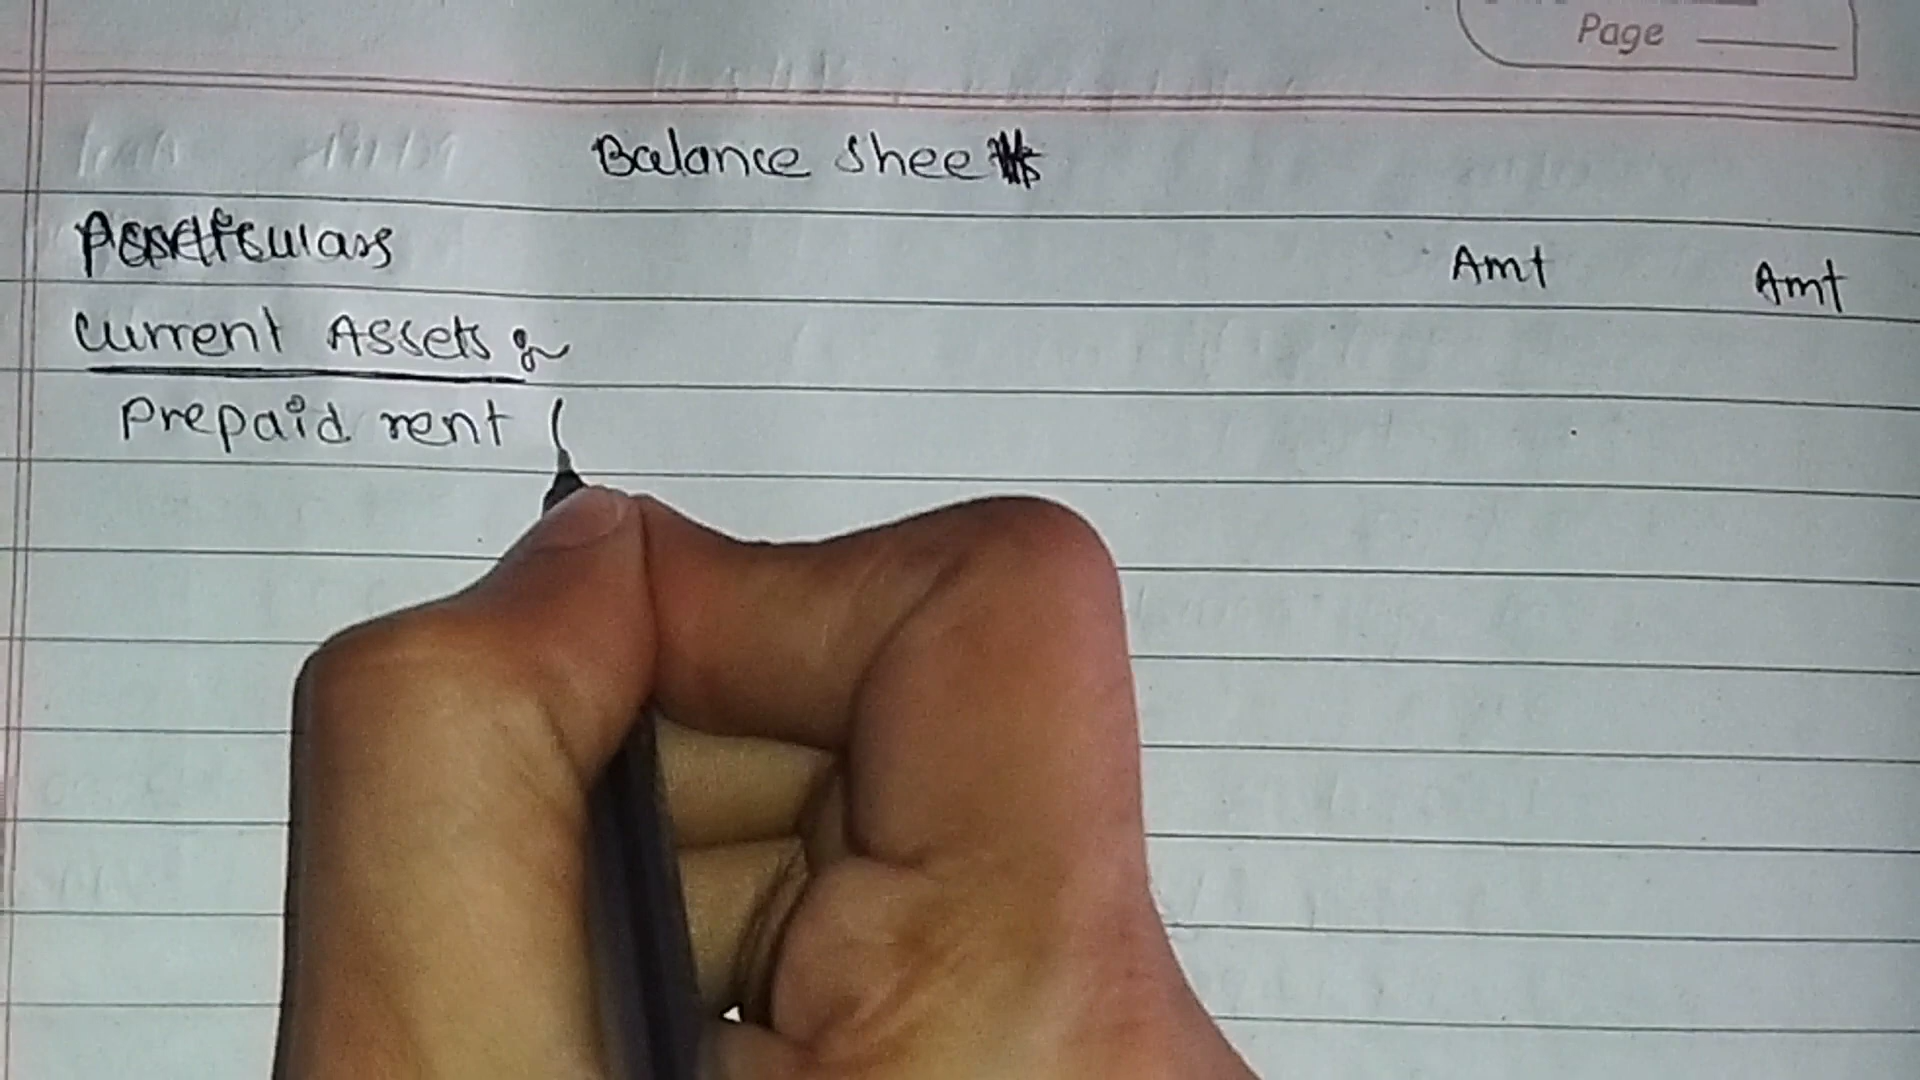 Page
Balance Sheet
Particulars Amt Amt
Current Assets :-
Prepaid rent (